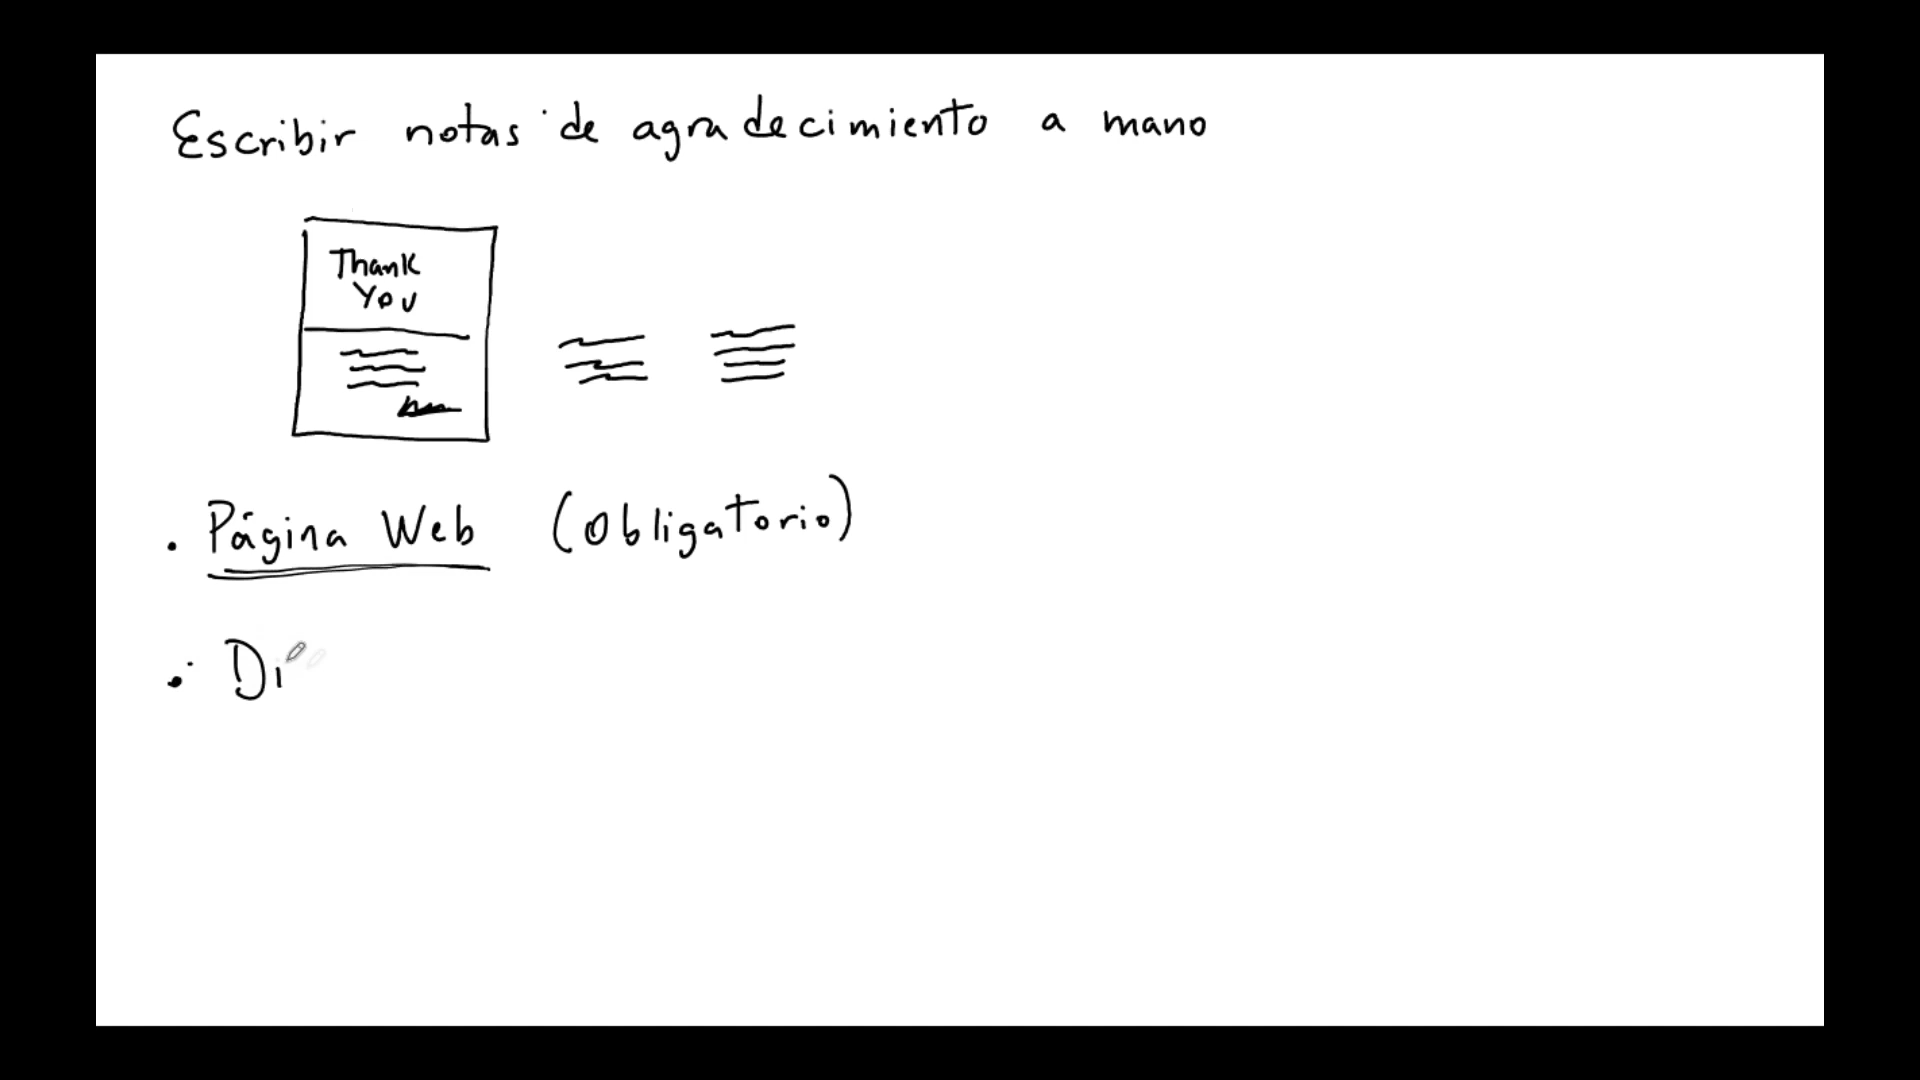 Escribir notas de agradecimiento a mano
Thank
You
. Página Web (Obligatorio)
. Di